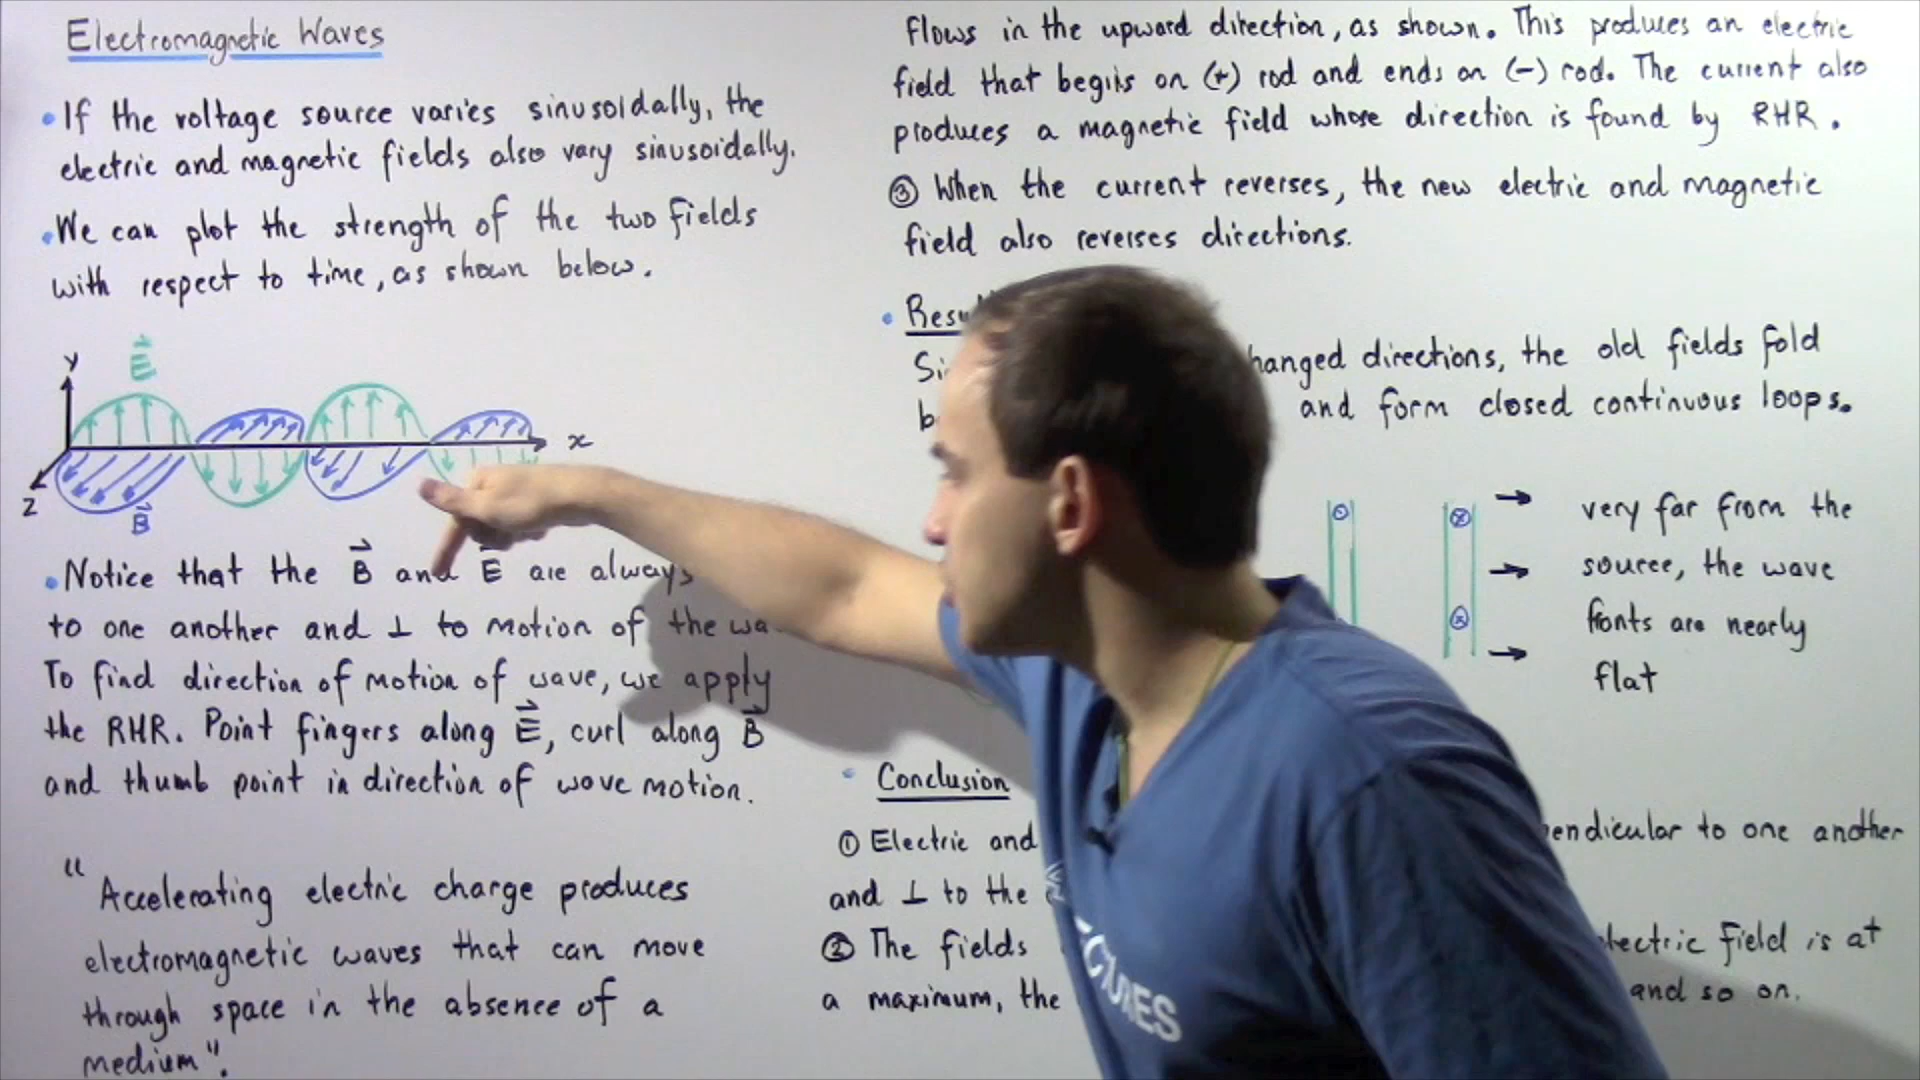 Electromagnetic Waves
• If the voltage source varies sinusoidally, the
electric and magnetic fields also vary sinusoidally.
• We can plot the strength of the two fields
with respect to time, as shown below.
Y
E
x
Z
B
• Notice that the B and E are always
to one another and ⊥ to motion of the
To find direction of motion of wave, we apply
the RHR. Point fingers along E, curl along B
and thumb point in direction of wave motion.
"Accelerating electric charge produces
electromagnetic waves that can move
through space in the absence of a
medium".
flows in the upward direction, as shown. This produces an electric
field that begins on (+) rod and ends on (-) rod. The current also
produces a magnetic field whose direction is found by RHR.
③ When the current reverses, the new electric and magnetic
field also reverses directions.
•
directions, the old fields fold
and form closed continuous loops.
very far from the
source, the wave
fronts are nearly
flat
• Conclusion
① Electric and
to one another
and ⊥ to the
② The fields
field is at
a maximum, the
and so on.